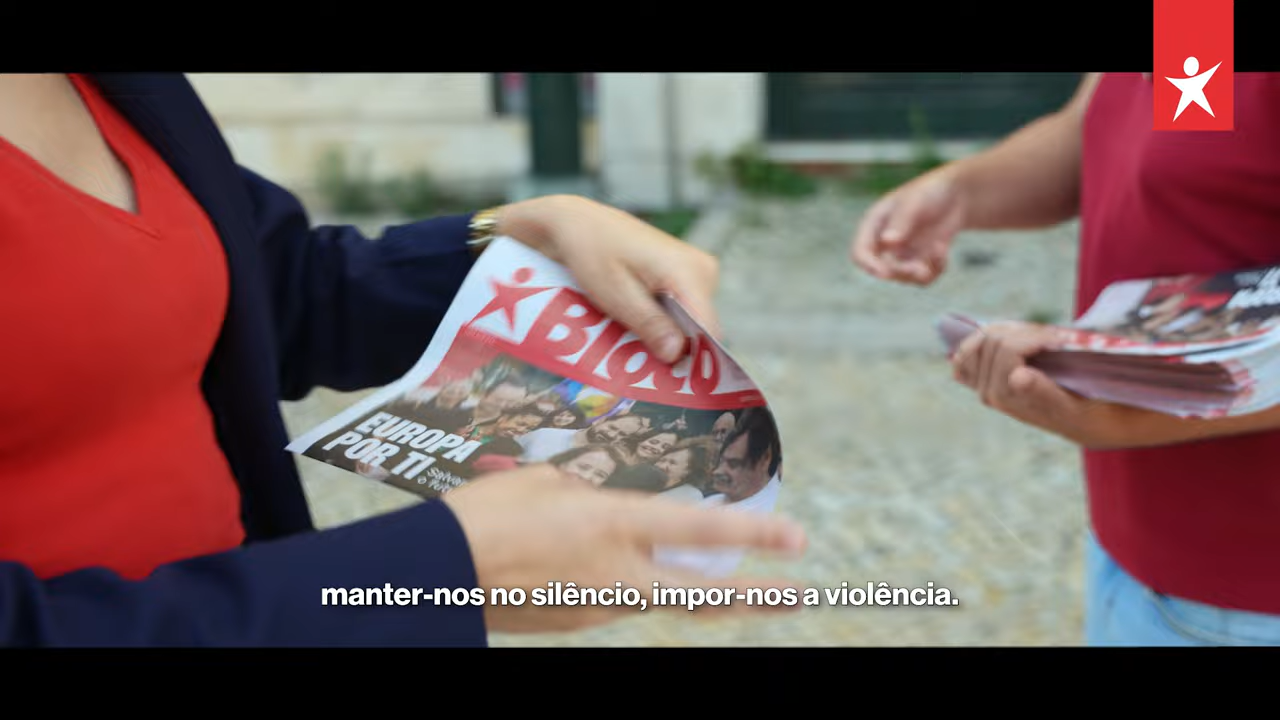 Bloco
EUROPA
POR TI
manter-nos no silêncio, impor-nos a violência.